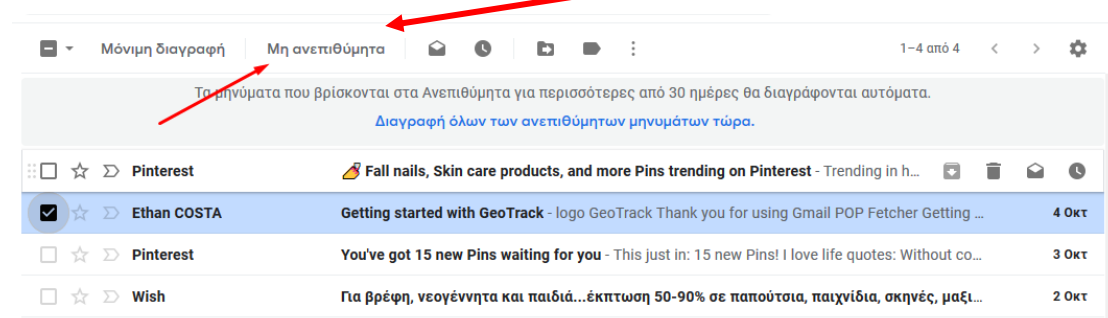 Μόνιμη διαγραφή Μη ανεπιθύμητα 1–4 από 4
Τα μηνύματα που βρίσκονται στα Ανεπιθύμητα για περισσότερες από 30 ημέρες θα διαγράφονται αυτόματα.
Διαγραφή όλων των ανεπιθύμητων μηνυμάτων τώρα.
Pinterest 💅 Fall nails, Skin care products, and more Pins trending on Pinterest - Trending in h...
Ethan COSTA Getting started with GeoTrack - logo GeoTrack Thank you for using Gmail POP Fetcher Getting ... 4 Οκτ
Pinterest You've got 15 new Pins waiting for you - This just in: 15 new Pins! I love life quotes: Without co... 3 Οκτ
Wish Για βρέφη, νεογέννητα και παιδιά...έκπτωση 50-90% σε παπούτσια, παιχνίδια, σκηνές, μαξι... 2 Οκτ